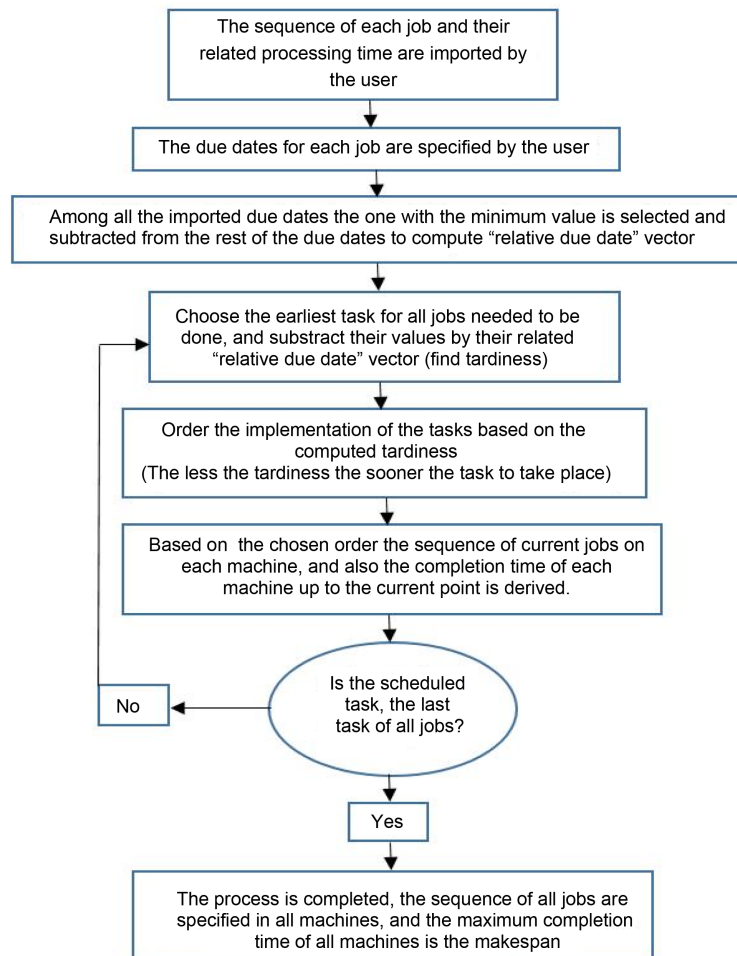 The sequence of each job and their
related processing time are imported by
the user
The due dates for each job are specified by the user
Among all the imported due dates the one with the minimum value is selected and
subtracted from the rest of the due dates to compute “relative due date” vector
Choose the earliest task for all jobs needed to be
done, and substract their values by their related
“relative due date” vector (find tardiness)
Order the implementation of the tasks based on the
computed tardiness
(The less the tardiness the sooner the task to take place)
Based on the chosen order the sequence of current jobs on
each machine, and also the completion time of each
machine up to the current point is derived.
Is the scheduled
task, the last
task of all jobs?
No
Yes
The process is completed, the sequence of all jobs are
specified in all machines, and the maximum completion
time of all machines is the makespan